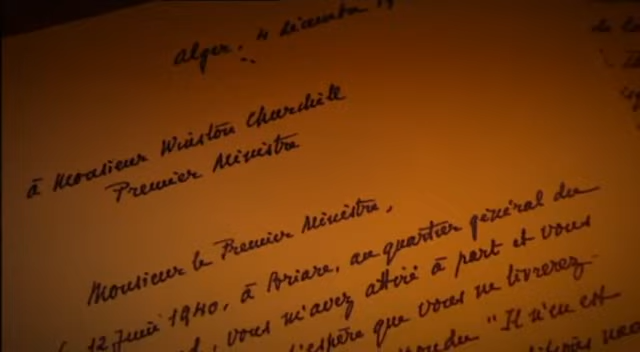 Alger, 4 décembre 19
à Monsieur Winston Churchill
Premier Ministre
Monsieur le Premier Ministre,
12 Juin 1940, à Briare, au quartier général du
, vous m'avez attiré à part et vous
j'espère que vous ne livrerez
"Il n'en est